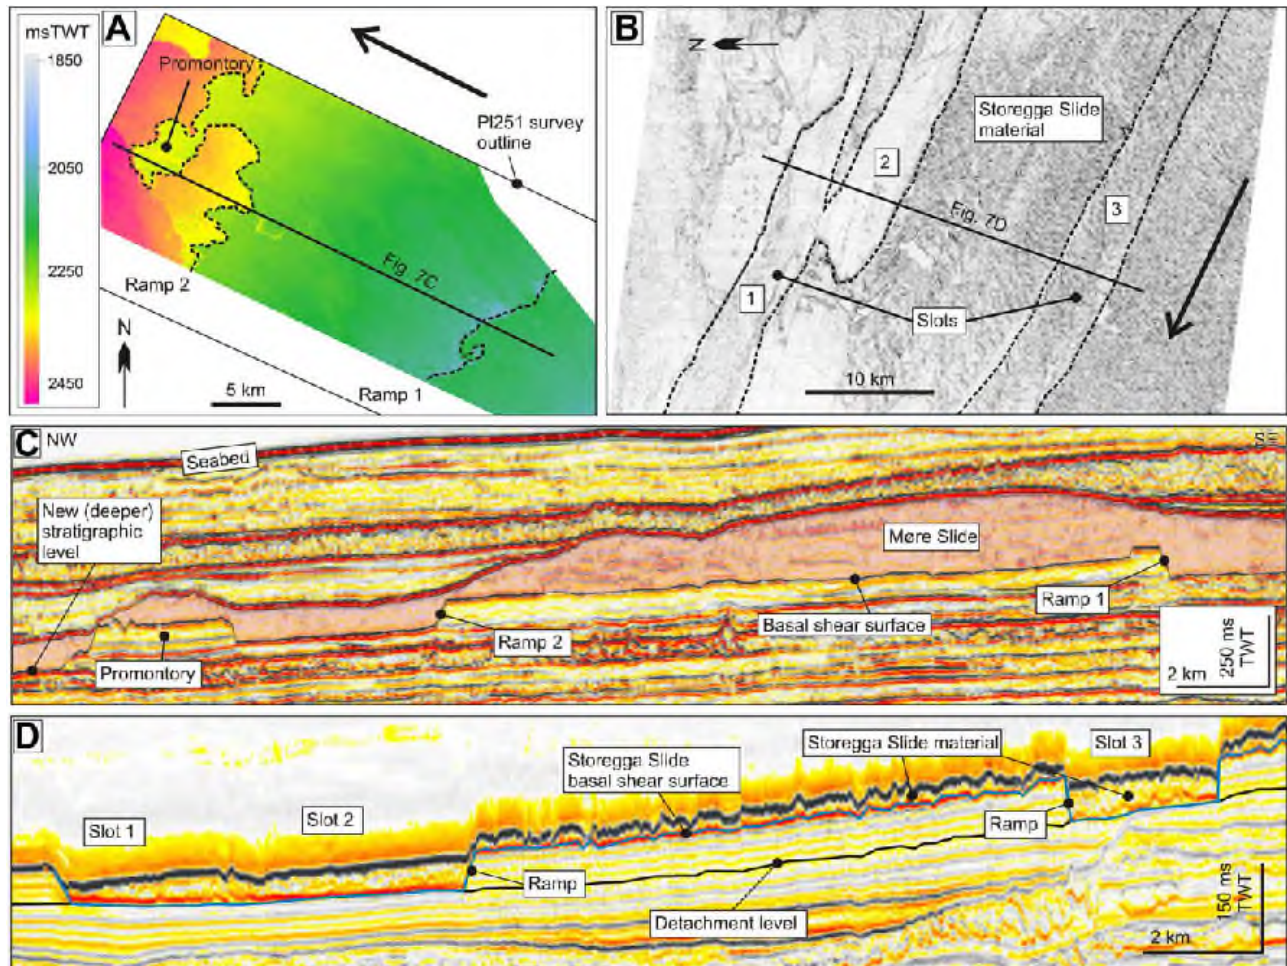 A
msTWT
1850
2050
2250
2450
Promontory
PI251 survey
outline
Fig. 7C
Ramp 2
N
5 km
Ramp 1
B
N
Storegga Slide
material
2
3
Fig. 7D
1
Slots
10 km
C
NW
Seabed
New (deeper)
stratigraphic
level
Møre Slide
Ramp 1
Ramp 2
Basal shear surface
Promontory
2 km
250 ms
TWT
D
Storegga Slide
basal shear surface
Storegga Slide material
Slot 3
Slot 1
Slot 2
Ramp
Ramp
Detachment level
2 km
150 ms
TWT